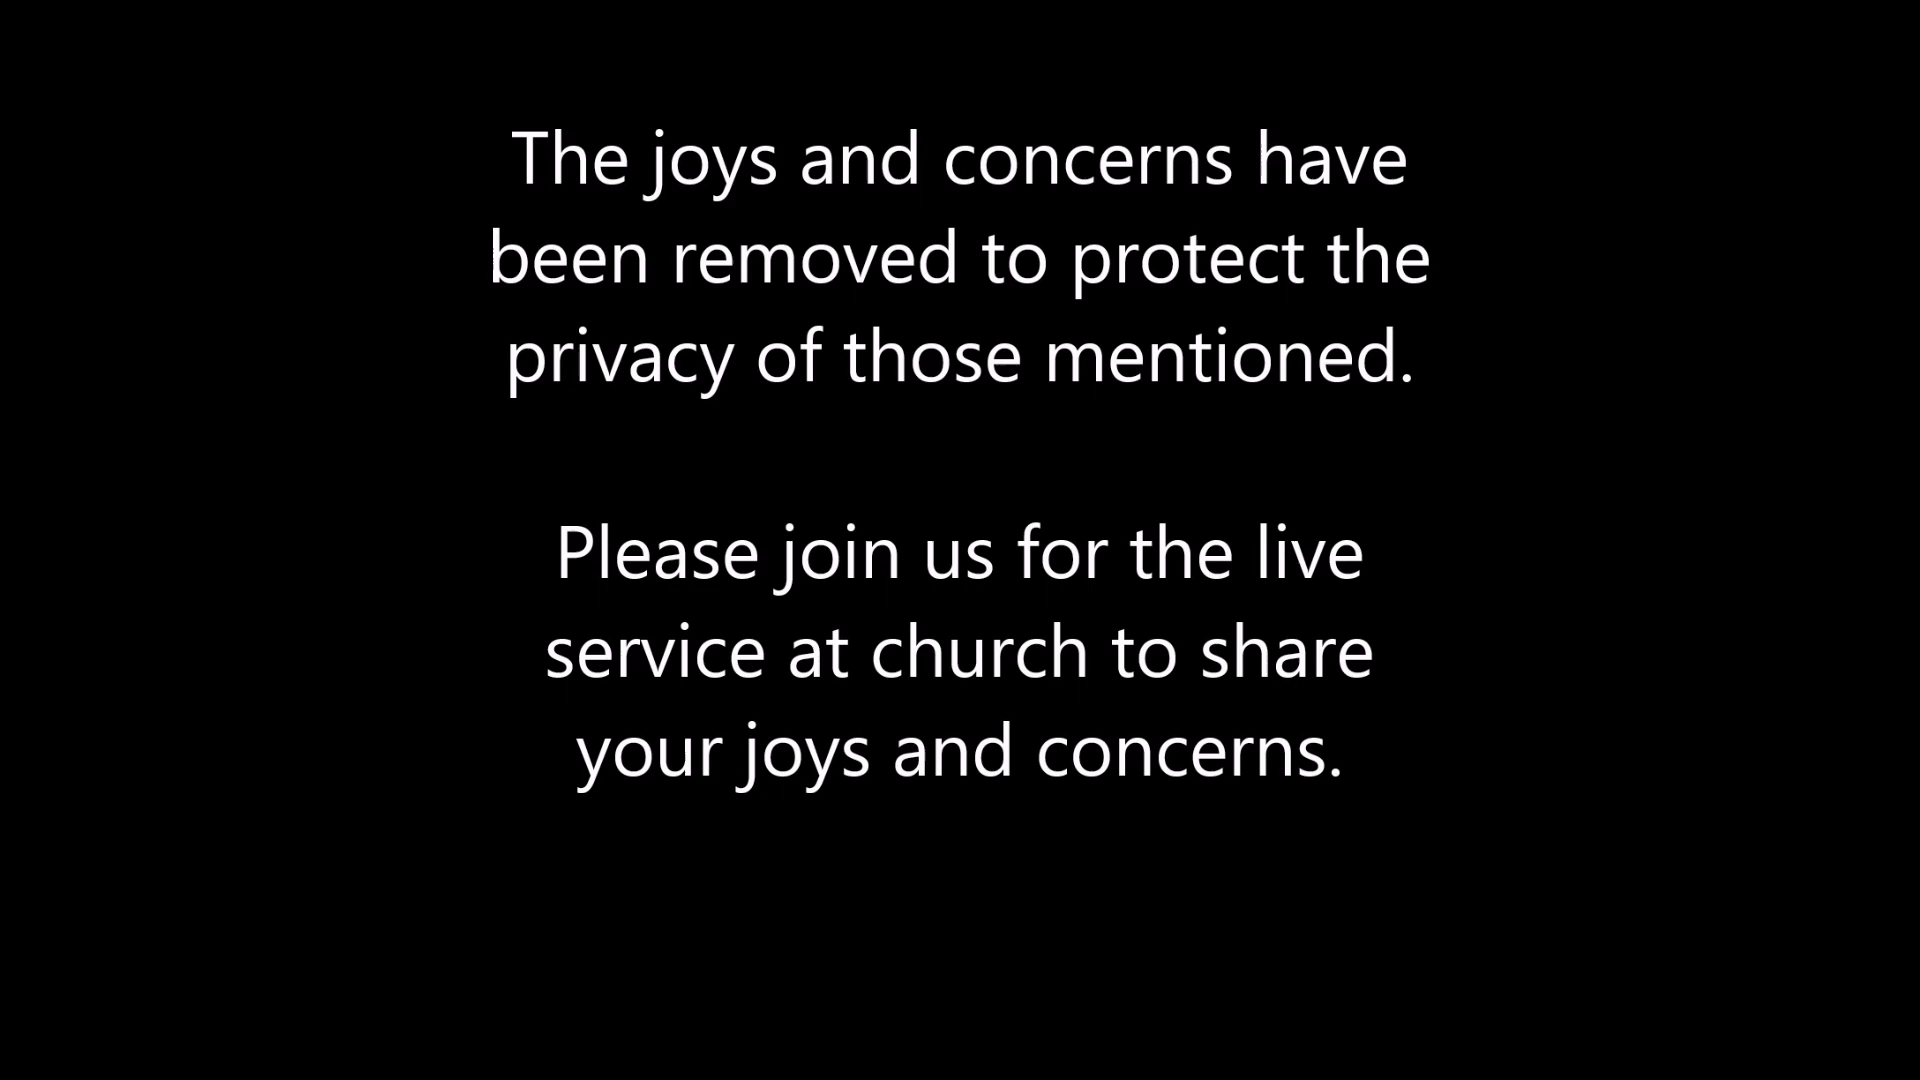 The joys and concerns have
been removed to protect the
privacy of those mentioned.
Please join us for the live
service at church to share
your joys and concerns.